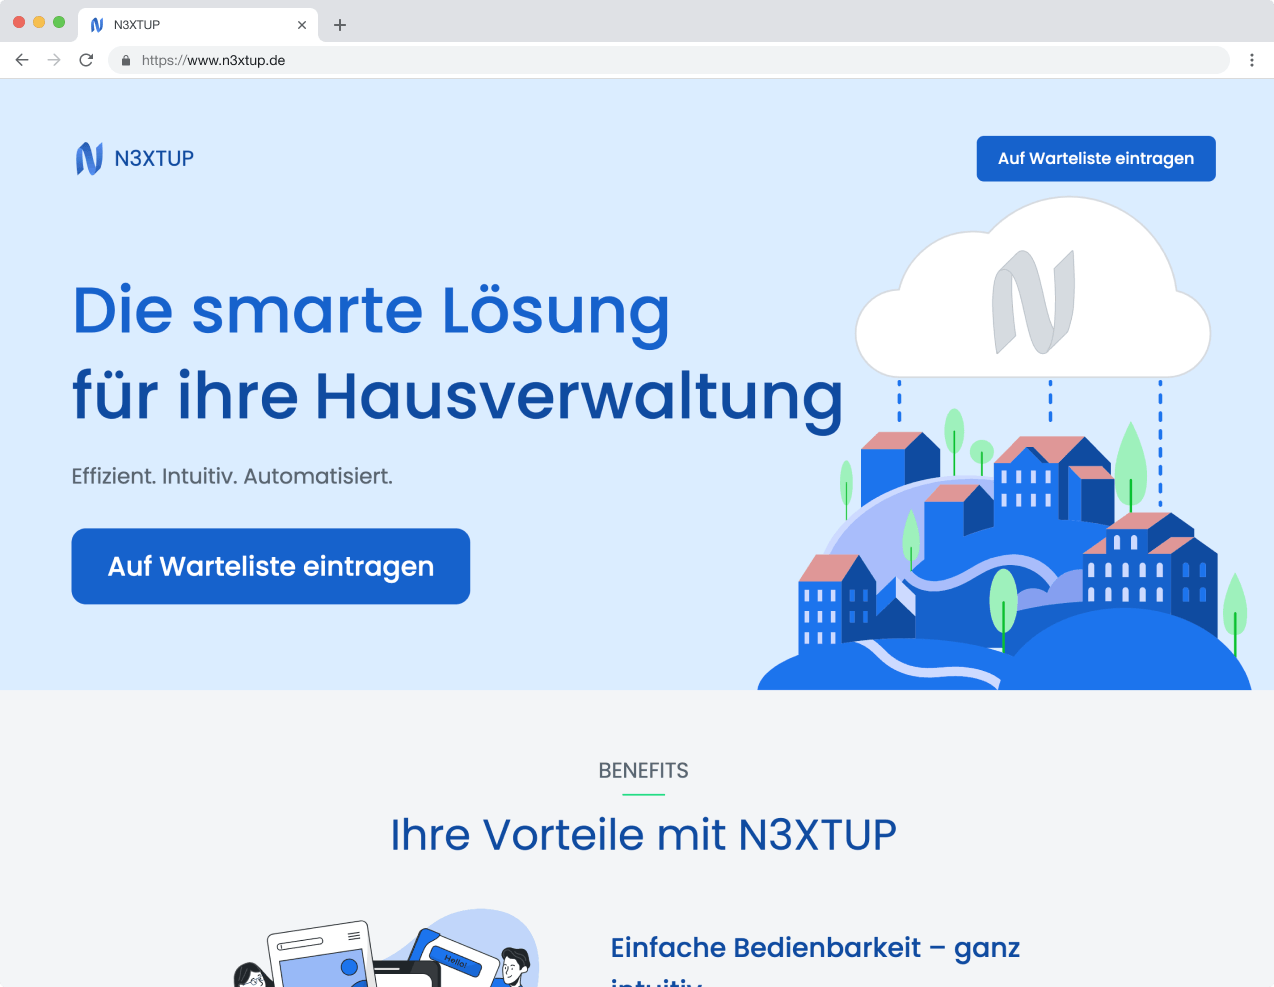 N3XTUP
https://www.n3xtup.de
N3XTUP
Auf Warteliste eintragen
Die smarte Lösung
für ihre Hausverwaltung
Effizient. Intuitiv. Automatisiert.
Auf Warteliste eintragen
BENEFITS
Ihre Vorteile mit N3XTUP
Hello!
Einfache Bedienbarkeit – ganz
intuitiv